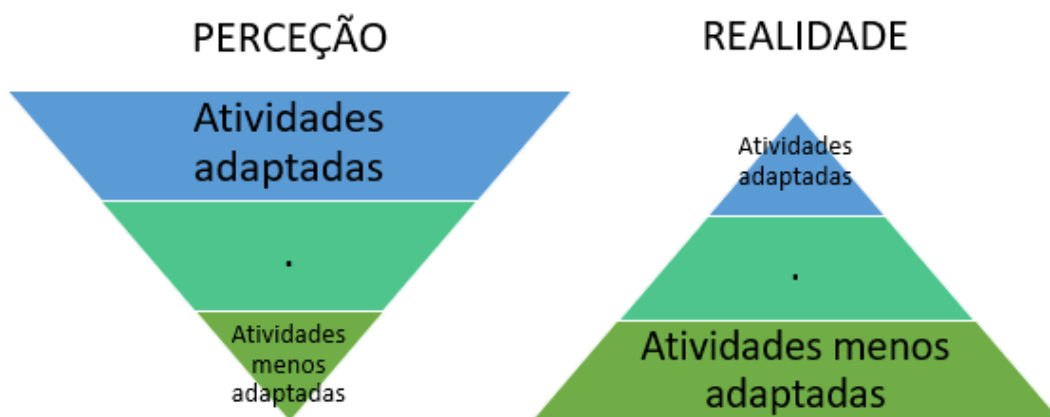 PERCEÇÃO
Atividades
adaptadas
.
Atividades
menos
adaptadas
REALIDADE
Atividades
adaptadas
.
Atividades menos
adaptadas